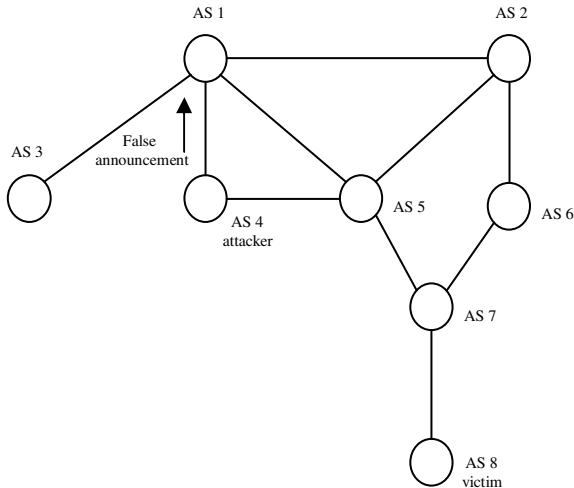 AS 1
AS 2
False
announcement
AS 3
AS 4
attacker
AS 5
AS 6
AS 7
AS 8
victim